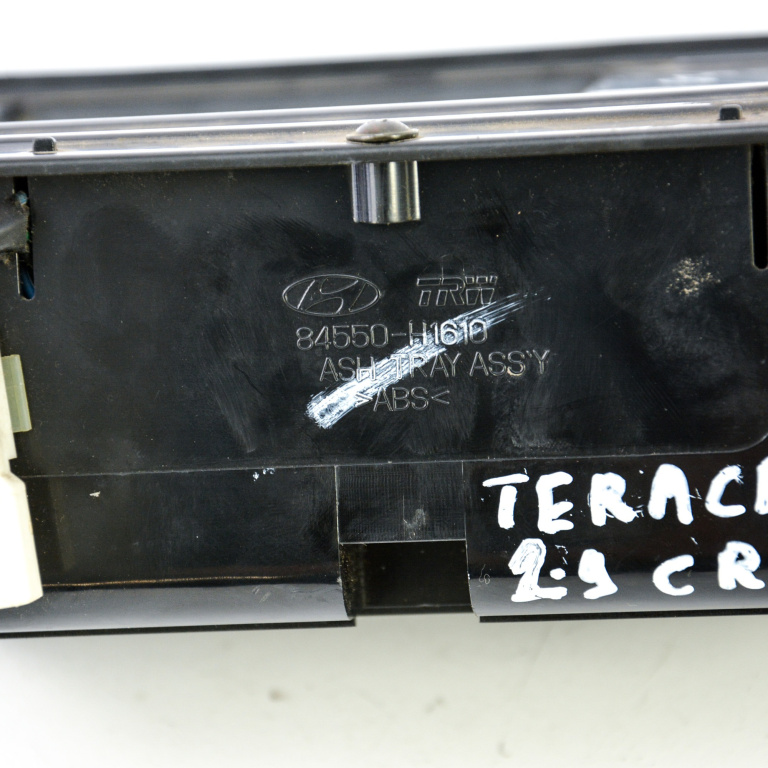 TRW
84550-H1610
ASH TRAY ASS'Y
>ABS<
TERAC
2.9 CR